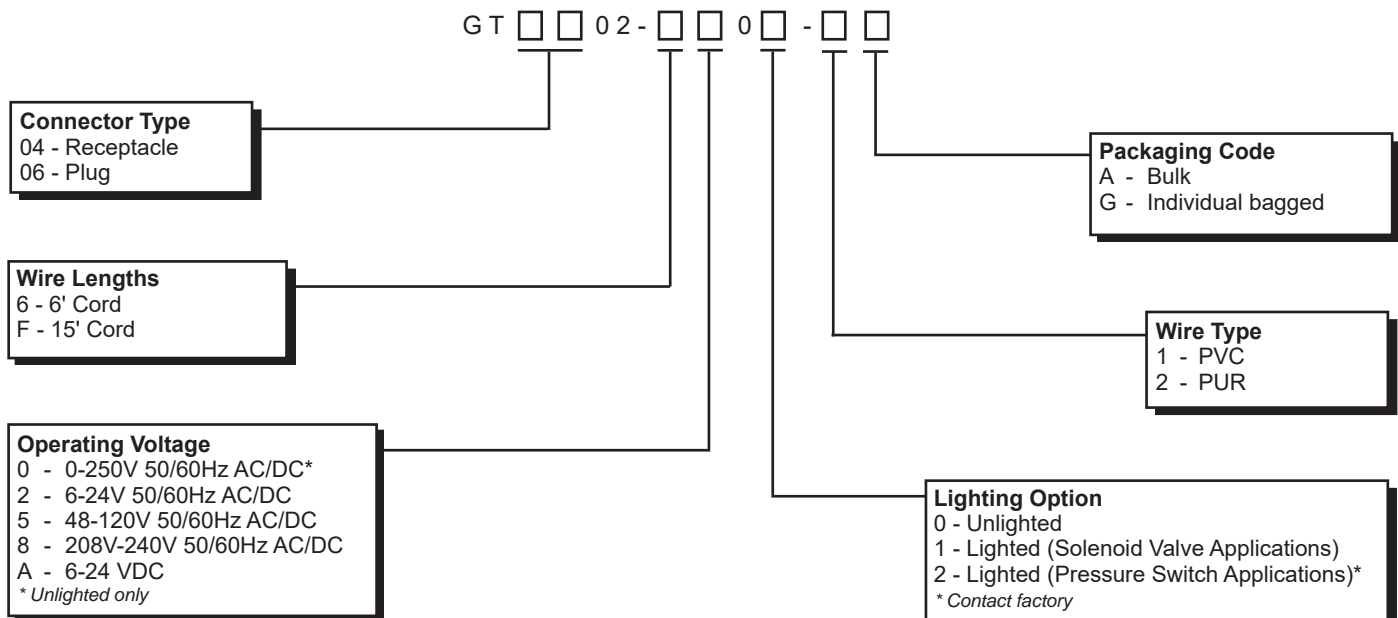 GT □□ 02-□□0□-□□
Connector Type
04 - Receptacle
06 - Plug
Packaging Code
A - Bulk
G - Individual bagged
Wire Lengths
6 - 6' Cord
F - 15' Cord
Wire Type
1 - PVC
2 - PUR
Operating Voltage
0 - 0-250V 50/60Hz AC/DC*
2 - 6-24V 50/60Hz AC/DC
5 - 48-120V 50/60Hz AC/DC
8 - 208V-240V 50/60Hz AC/DC
A - 6-24 VDC
* Unlighted only
Lighting Option
0 - Unlighted
1 - Lighted (Solenoid Valve Applications)
2 - Lighted (Pressure Switch Applications)*
* Contact factory